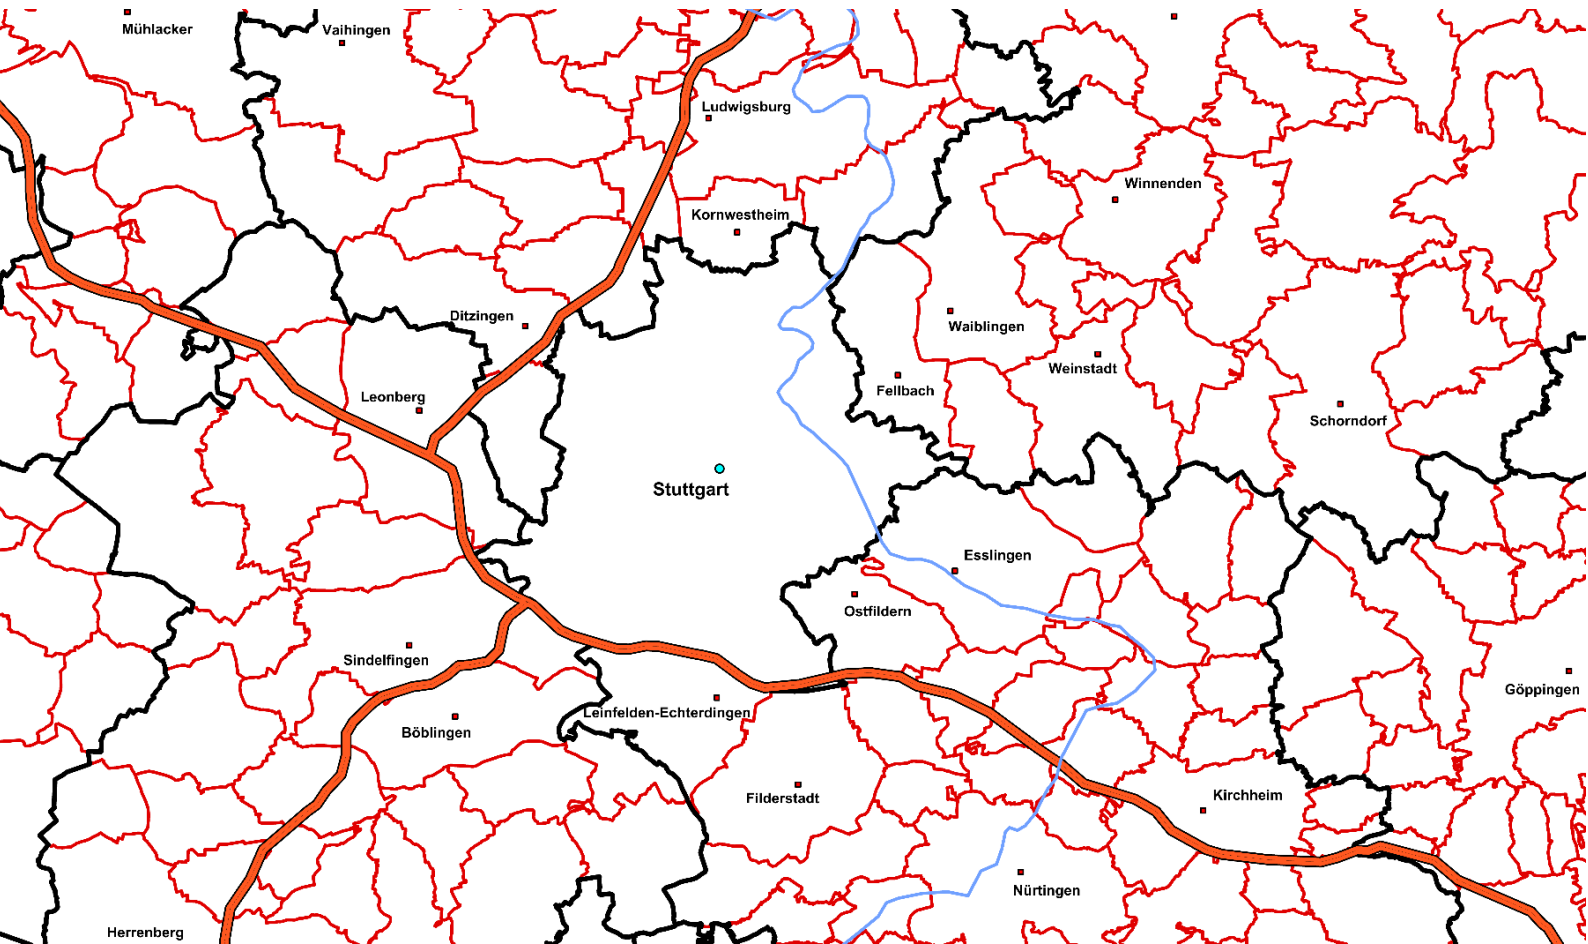 Mühlacker
Vaihingen
Ludwigsburg
Winnenden
Kornwestheim
Ditzingen
Waiblingen
Weinstadt
Fellbach
Leonberg
Schorndorf
Stuttgart
Esslingen
Ostfildern
Sindelfingen
Göppingen
Leinfelden-Echterdingen
Böblingen
Filderstadt
Kirchheim
Nürtingen
Herrenberg